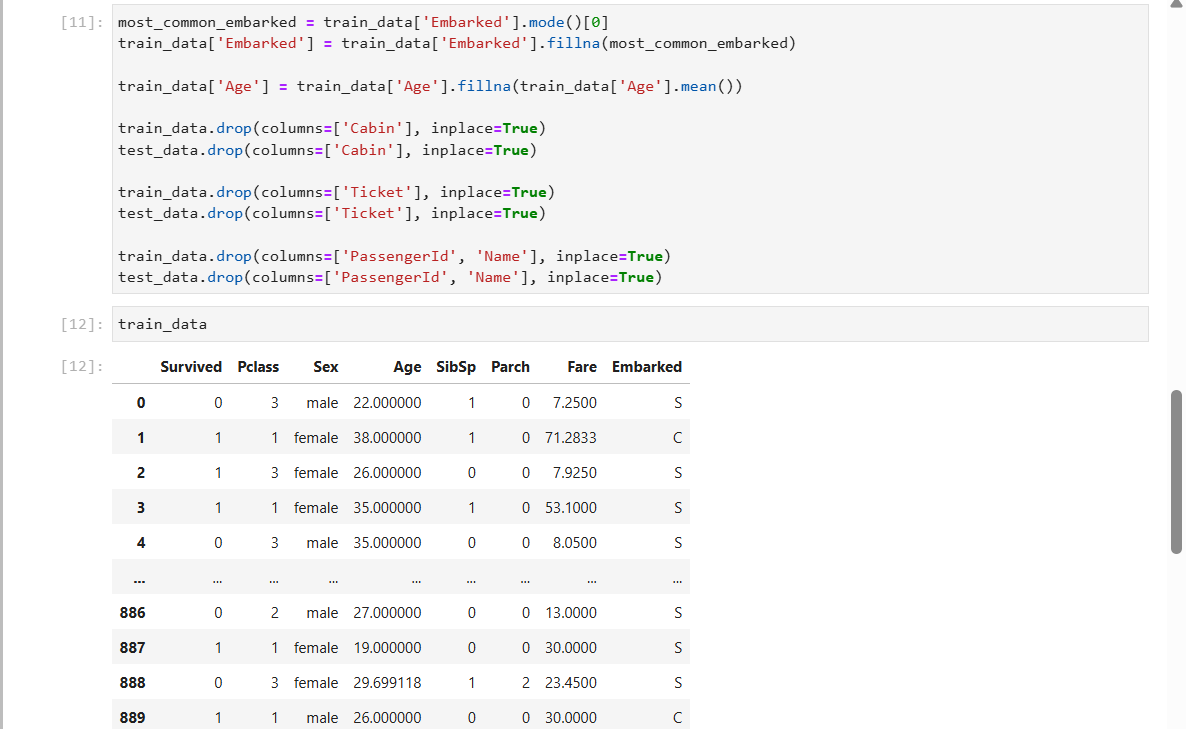 [11]: most_common_embarked = train_data['Embarked'].mode()[0]
train_data['Embarked'] = train_data['Embarked'].fillna(most_common_embarked)
train_data['Age'] = train_data['Age'].fillna(train_data['Age'].mean())
train_data.drop(columns=['Cabin'], inplace=True)
test_data.drop(columns=['Cabin'], inplace=True)
train_data.drop(columns=['Ticket'], inplace=True)
test_data.drop(columns=['Ticket'], inplace=True)
train_data.drop(columns=['PassengerId', 'Name'], inplace=True)
test_data.drop(columns=['PassengerId', 'Name'], inplace=True)
[12]: train_data
[12]: Survived Pclass Sex Age SibSp Parch Fare Embarked
0 0 3 male 22.000000 1 0 7.2500 S
1 1 1 female 38.000000 1 0 71.2833 C
2 1 3 female 26.000000 0 0 7.9250 S
3 1 1 female 35.000000 1 0 53.1000 S
4 0 3 male 35.000000 0 0 8.0500 S
... ... ... ... ... ... ... ... ...
886 0 2 male 27.000000 0 0 13.0000 S
887 1 1 female 19.000000 0 0 30.0000 S
888 0 3 female 29.699118 1 2 23.4500 S
889 1 1 male 26.000000 0 0 30.0000 C